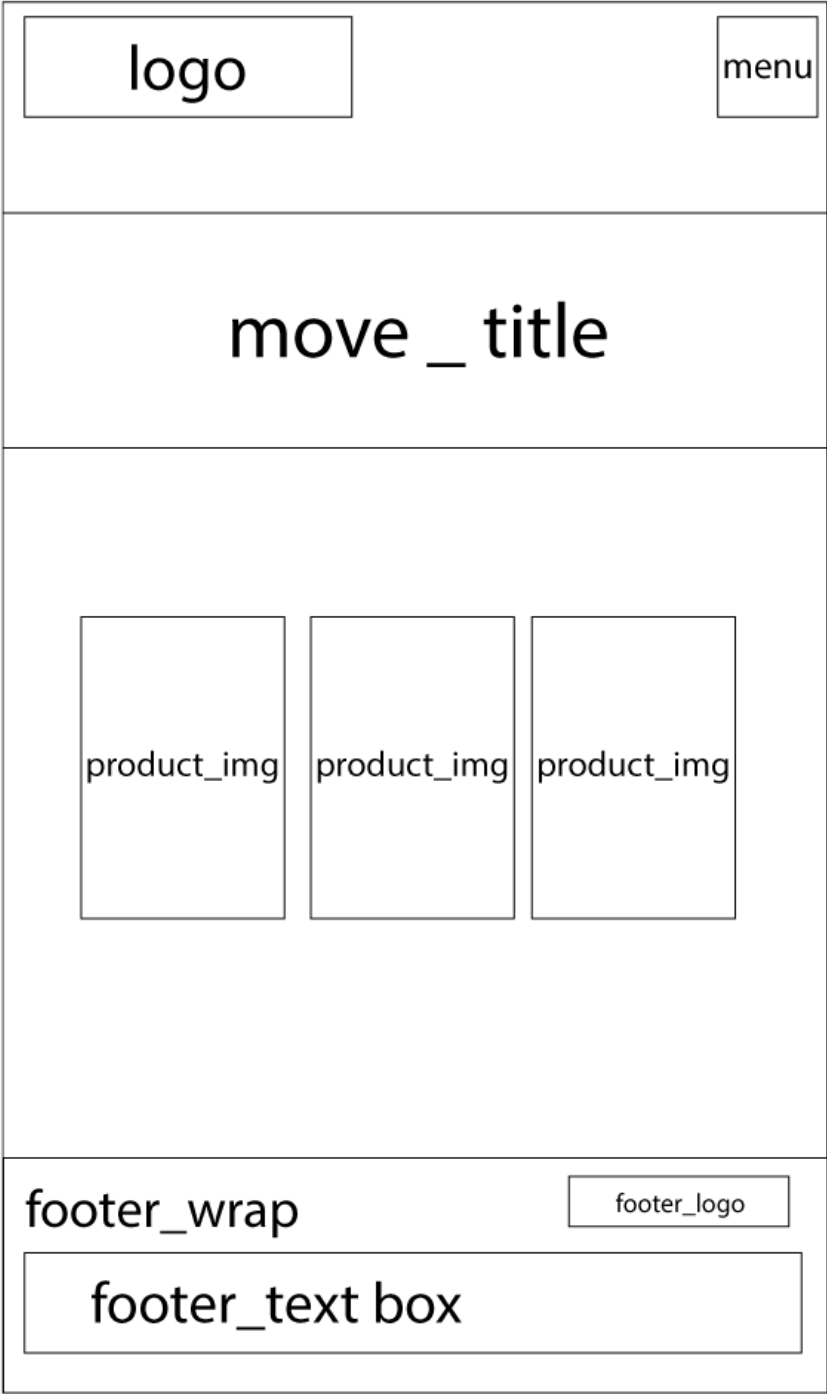 logo
menu
move _ title
product_img
product_img
product_img
footer_wrap
footer_logo
footer_text box